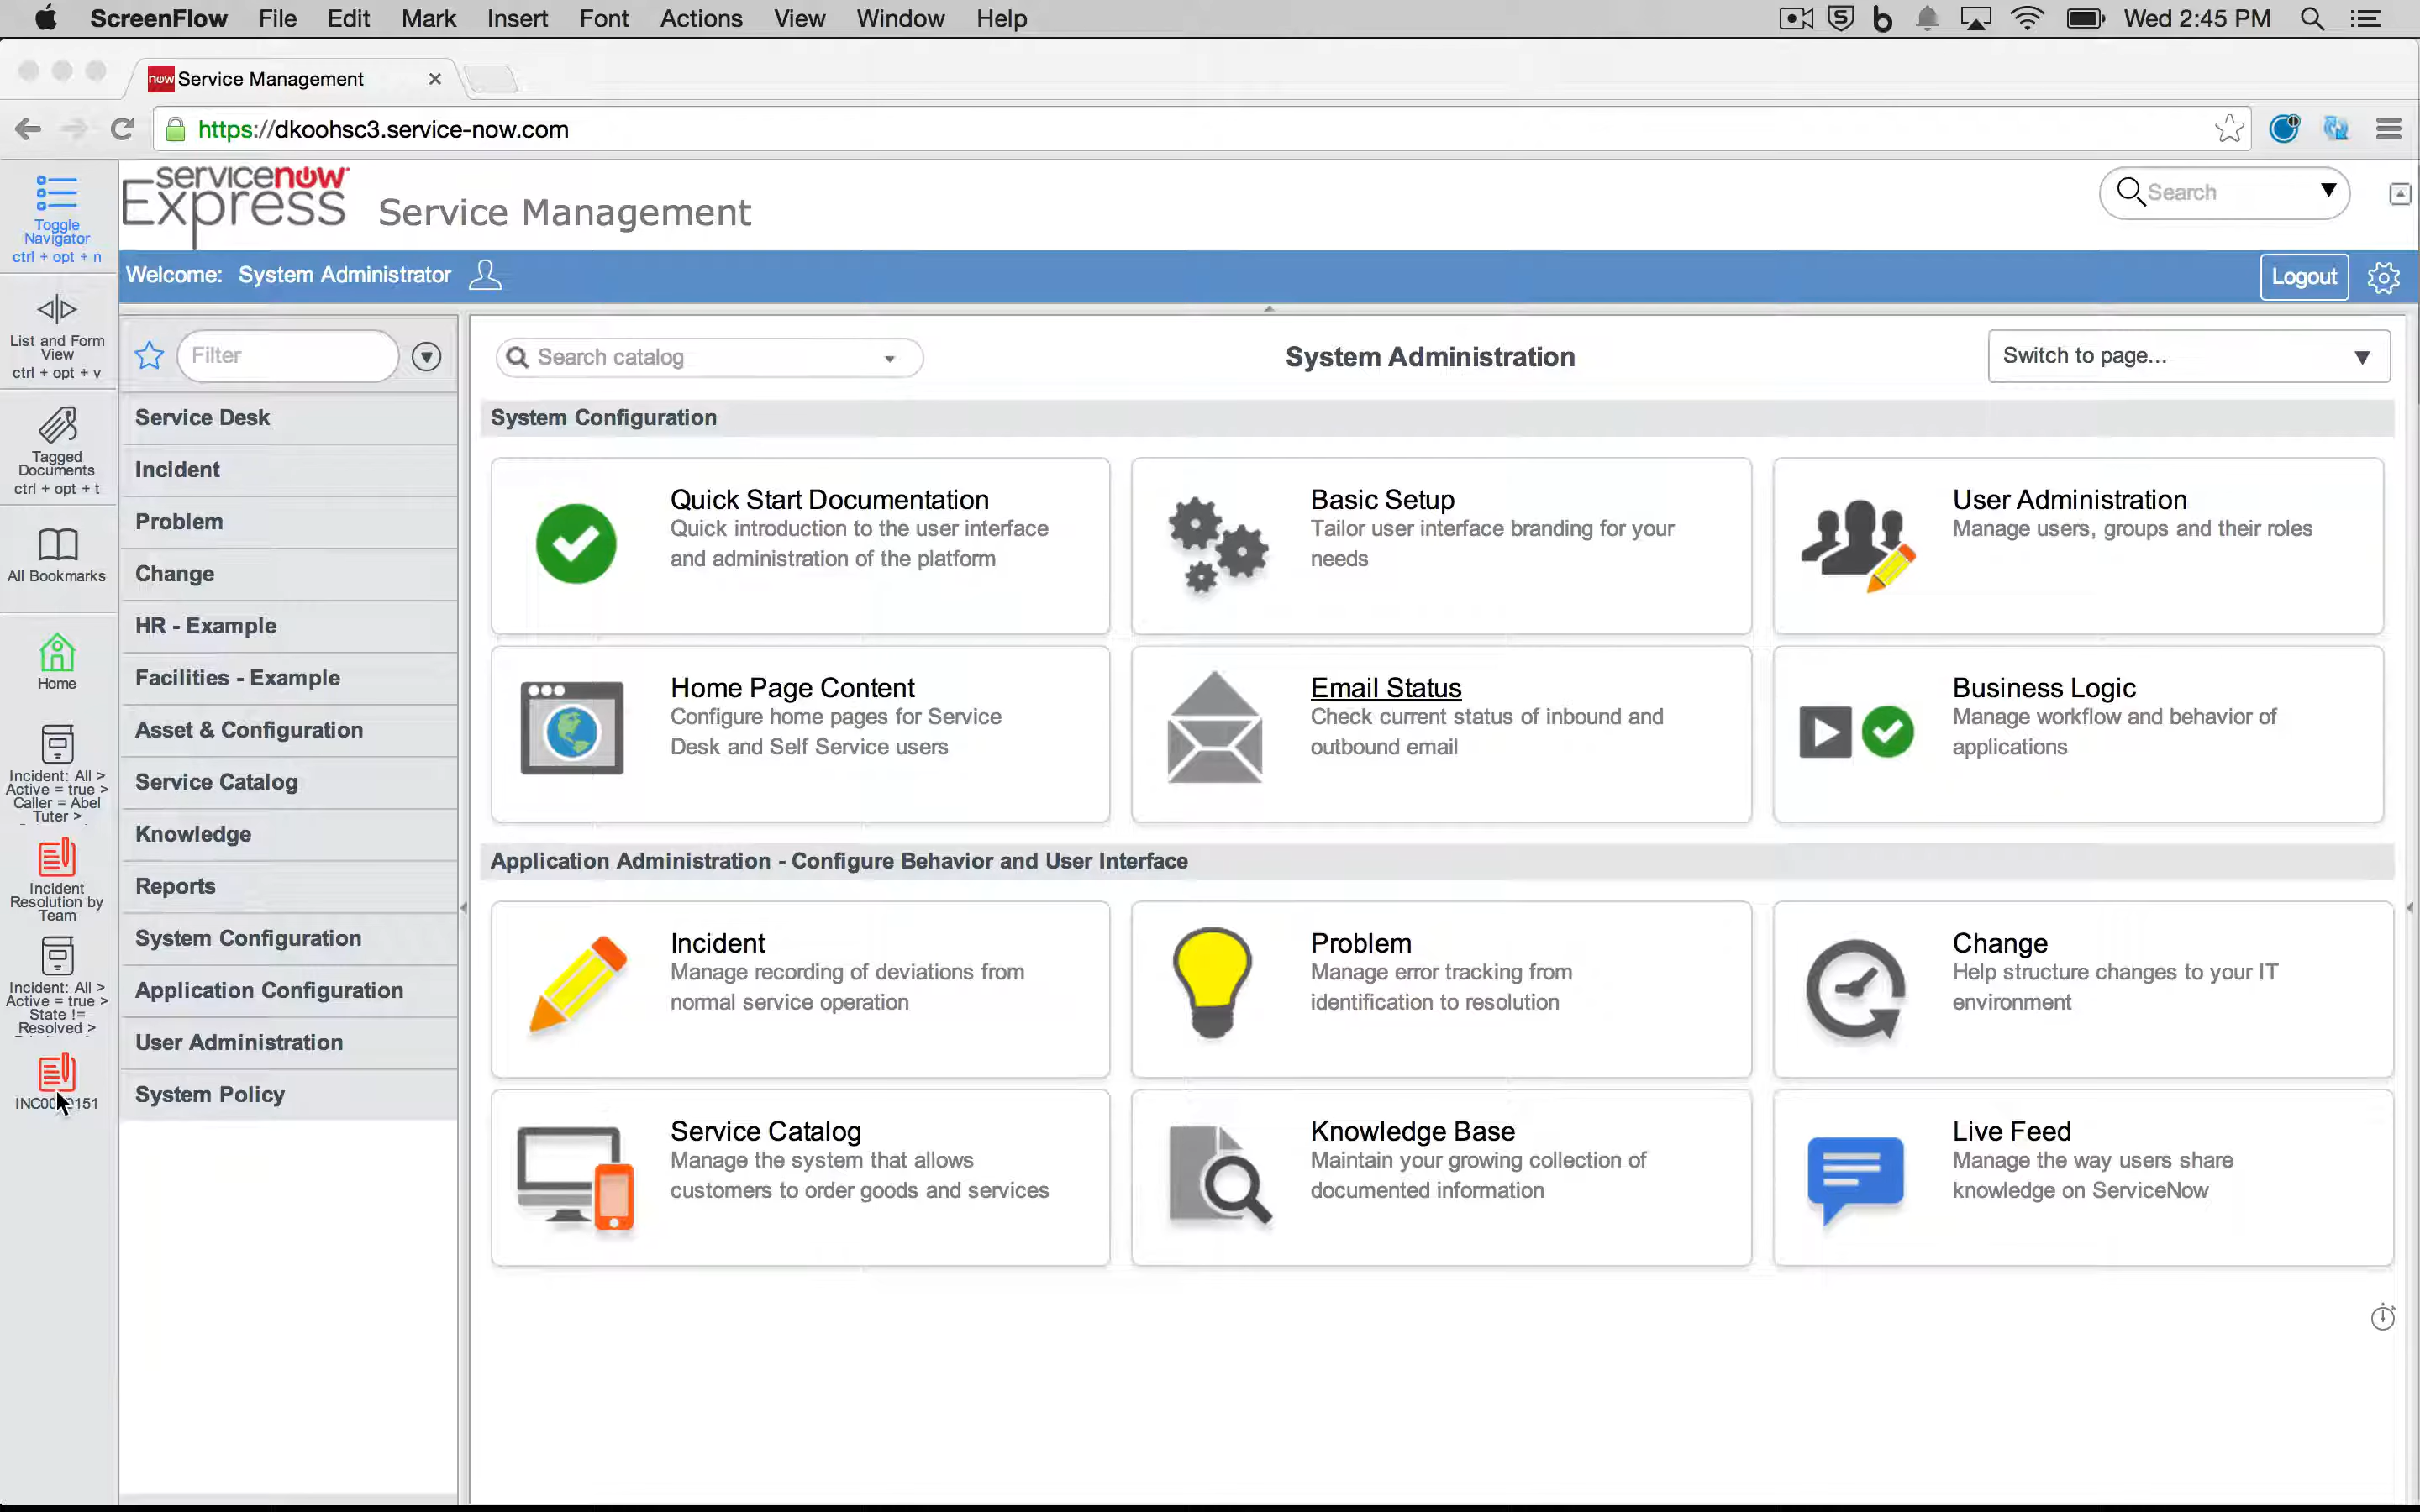 ScreenFlow File Edit Mark Insert Font Actions View Window Help Wed 2:45 PM
now Service Management
https://dkoohsc3.service-now.com
servicenow
Express Service Management
Search
Welcome: System Administrator
Logout
Toggle
Navigator
ctrl + opt + n
List and Form
View
ctrl + opt + v
Tagged
Documents
ctrl + opt + t
All Bookmarks
Home
Incident: All >
Active = true >
Caller = Abel
Tuter >
Incident
Resolution by
Team
Incident: All >
Active = true >
State !=
Resolved >
Filter
Service Desk
Incident
Problem
Change
HR - Example
Facilities - Example
Asset & Configuration
Service Catalog
Knowledge
Reports
System Configuration
Application Configuration
User Administration
System Policy
Search catalog
System Administration
Switch to page...
System Configuration
Quick Start Documentation
Quick introduction to the user interface
and administration of the platform
Basic Setup
Tailor user interface branding for your
needs
User Administration
Manage users, groups and their roles
Home Page Content
Configure home pages for Service
Desk and Self Service users
Email Status
Check current status of inbound and
outbound email
Business Logic
Manage workflow and behavior of
applications
Application Administration - Configure Behavior and User Interface
Incident
Manage recording of deviations from
normal service operation
Problem
Manage error tracking from
identification to resolution
Change
Help structure changes to your IT
environment
Service Catalog
Manage the system that allows
customers to order goods and services
Knowledge Base
Maintain your growing collection of
documented information
Live Feed
Manage the way users share
knowledge on ServiceNow